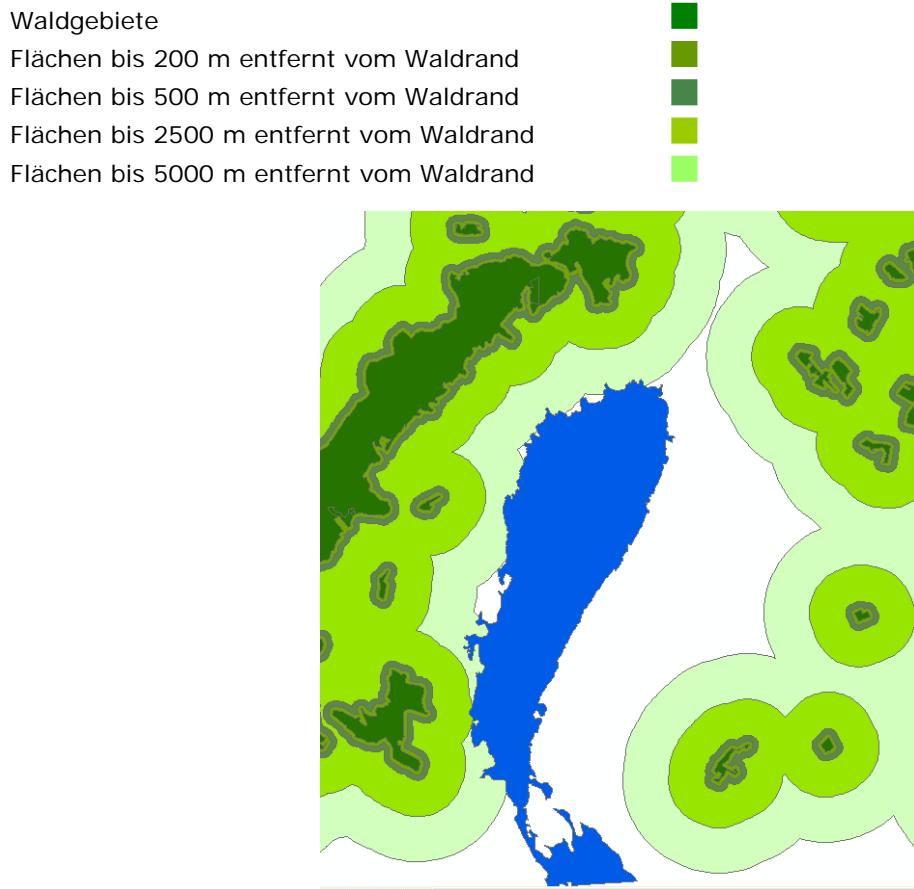 Waldgebiete
Flächen bis 200 m entfernt vom Waldrand
Flächen bis 500 m entfernt vom Waldrand
Flächen bis 2500 m entfernt vom Waldrand
Flächen bis 5000 m entfernt vom Waldrand